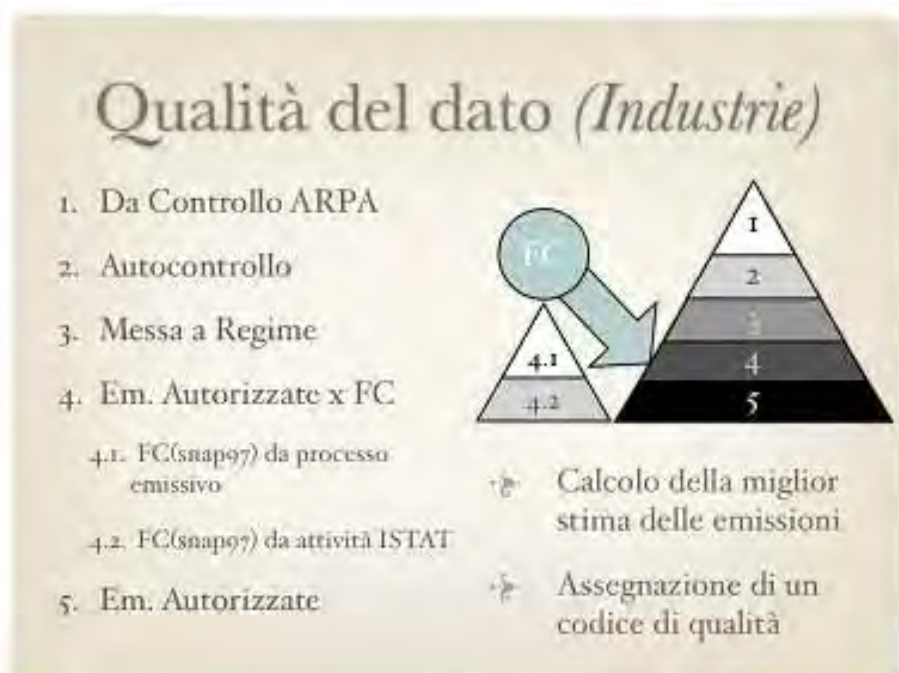 Qualità del dato (Industrie)
1. Da Controllo ARPA
2. Autocontrollo
3. Messa a Regime
4. Em. Autorizzate x FC
4.1. FC(snap97) da processo
emissivo
4.2. FC(snap97) da attività ISTAT
5. Em. Autorizzate
FC
4.1
4.2
1
2
3
4
5
Calcolo della miglior
stima delle emissioni
Assegnazione di un
codice di qualità